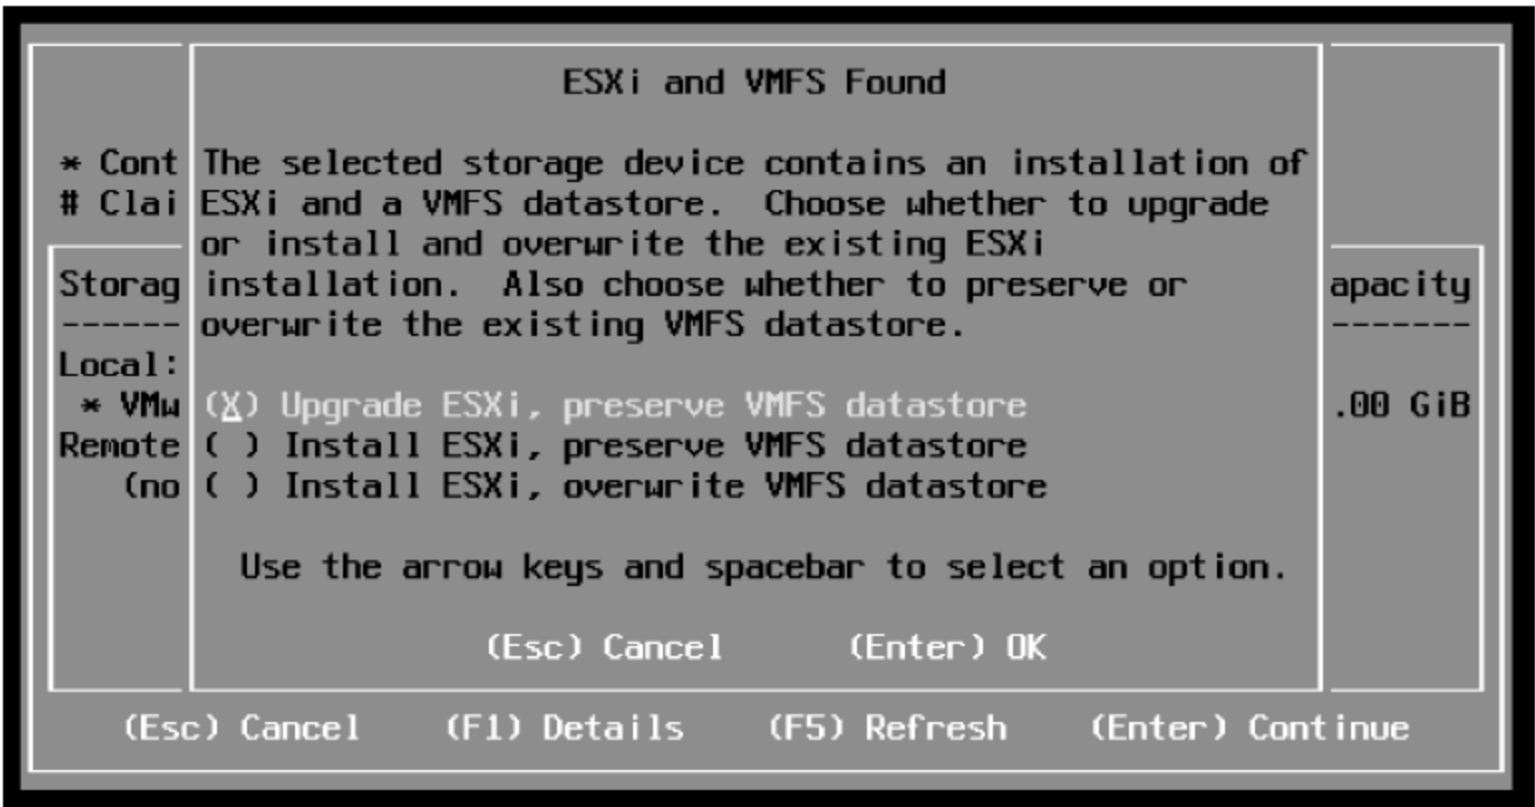 ESXi and VMFS Found
* Cont
The selected storage device contains an installation of
# Clai
ESXi and a VMFS datastore.  Choose whether to upgrade
or install and overwrite the existing ESXi
Storag
installation.  Also choose whether to preserve or
apacity
------
overwrite the existing VMFS datastore.
-------
Local:
* VMw
(X) Upgrade ESXi, preserve VMFS datastore
.00 GiB
Remote
( ) Install ESXi, preserve VMFS datastore
(no
( ) Install ESXi, overwrite VMFS datastore
Use the arrow keys and spacebar to select an option.
(Esc) Cancel (Enter) OK
(Esc) Cancel (F1) Details (F5) Refresh (Enter) Continue